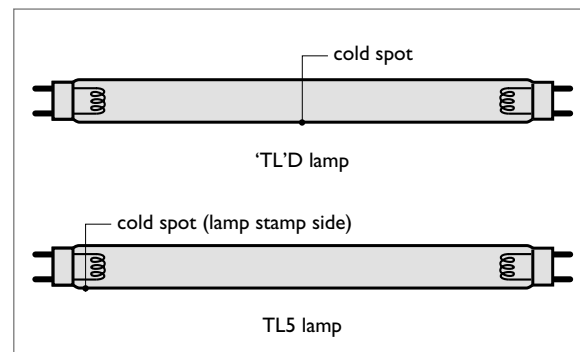 cold spot
‘TL’D lamp
cold spot (lamp stamp side)
TL5 lamp